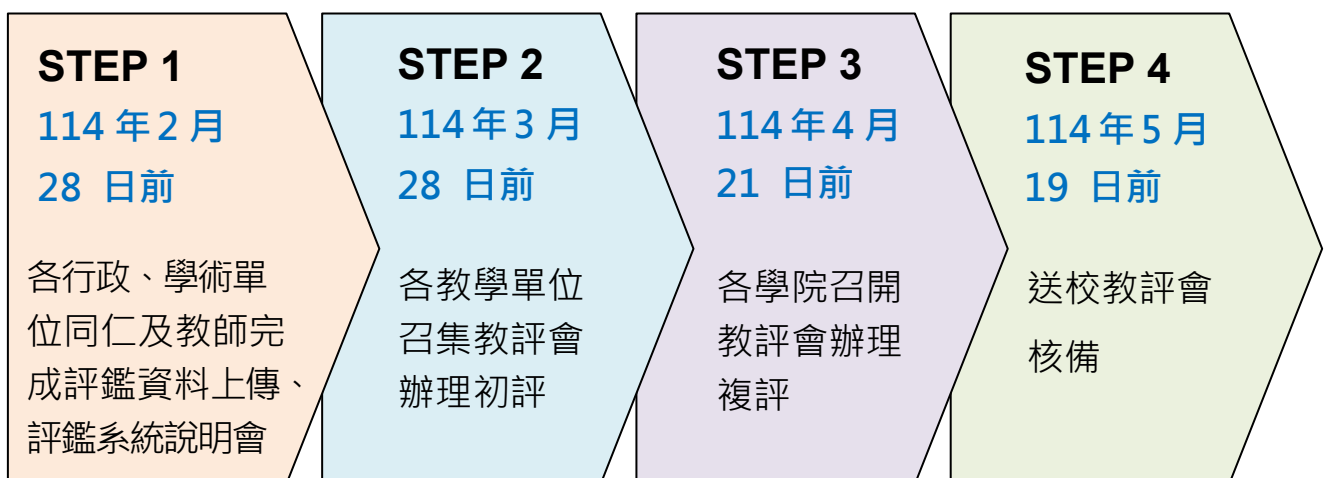 STEP 1
114 年 2 月
28 日前
各行政、學術單
位同仁及教師完
成評鑑資料上傳、
評鑑系統說明會
STEP 2
114 年 3 月
28 日前
各教學單位
召集教評會
辦理初評
STEP 3
114 年 4 月
21 日前
各學院召開
教評會辦理
複評
STEP 4
114 年 5 月
19 日前
送校教評會
核備